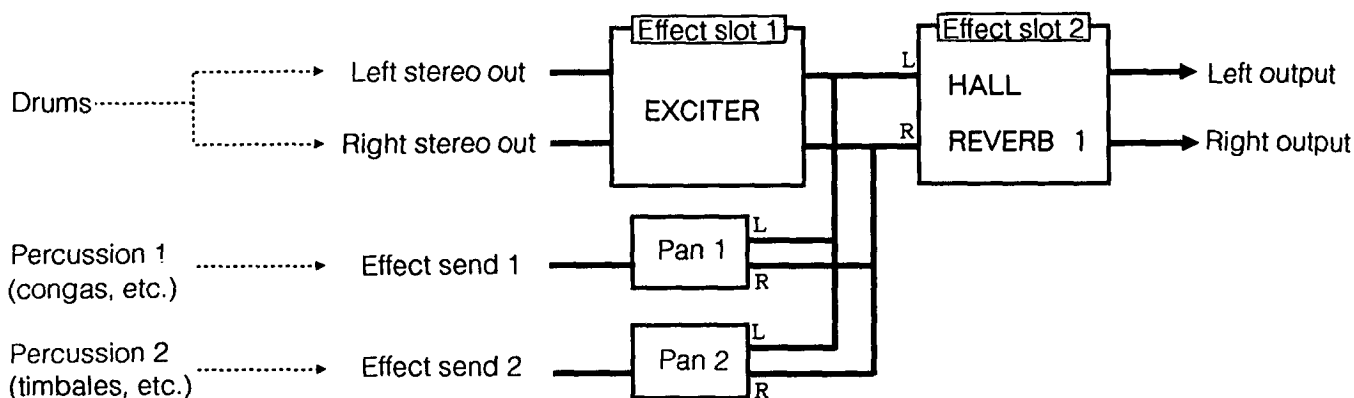 Effect slot 1
Effect slot 2
Drums
Left stereo out
Right stereo out
EXCITER
L
R
HALL
REVERB 1
Left output
Right output
Percussion 1
(congas, etc.)
Effect send 1
Pan 1
L
R
Percussion 2
(timbales, etc.)
Effect send 2
Pan 2
L
R